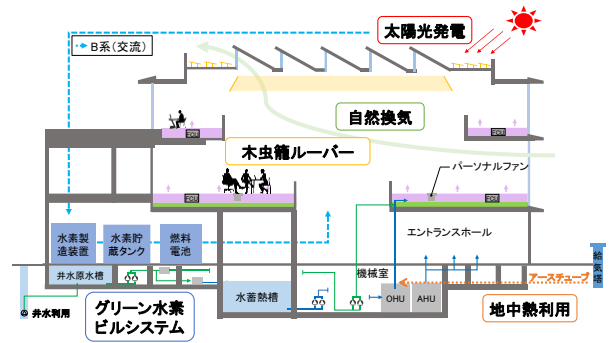 太陽光発電
B系(交流)
自然換気
FCU
FCU
木虫籠ルーバー
パーソナルファン
FCU
FCU
エントランスホール
水素製
造装置
水素貯
蔵タンク
燃料
電池
給気塔
井水原水槽
機械室
アースチューブ
水蓄熱槽
OHU
AHU
井水利用
グリーン水素
ビルシステム
地中熱利用